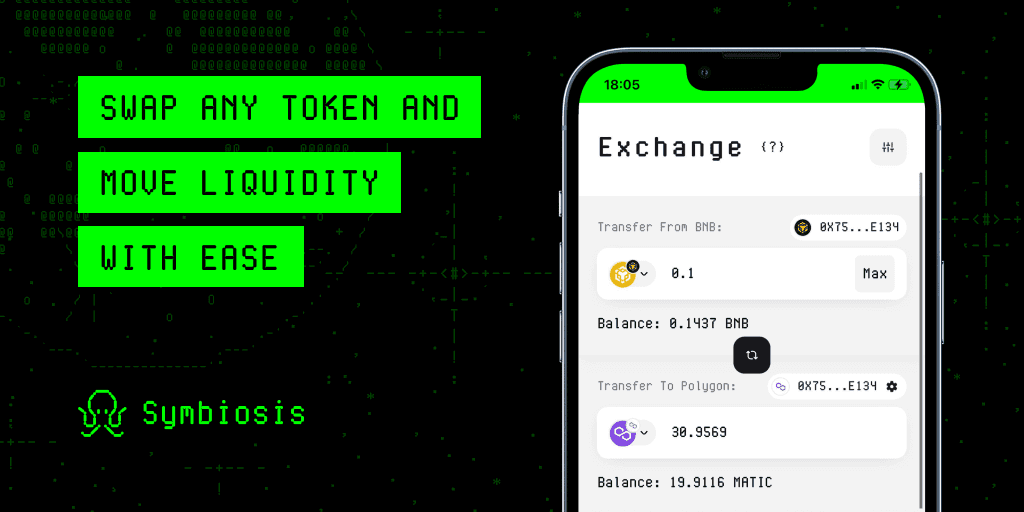 SWAP ANY TOKEN AND
MOVE LIQUIDITY
WITH EASE
Symbiosis
18:05
Exchange {?}
Transfer From BNB: 0X75...E134
0.1 Max
Balance: 0.1437 BNB
Transfer To Polygon: 0X75...E134
30.9569
Balance: 19.9116 MATIC